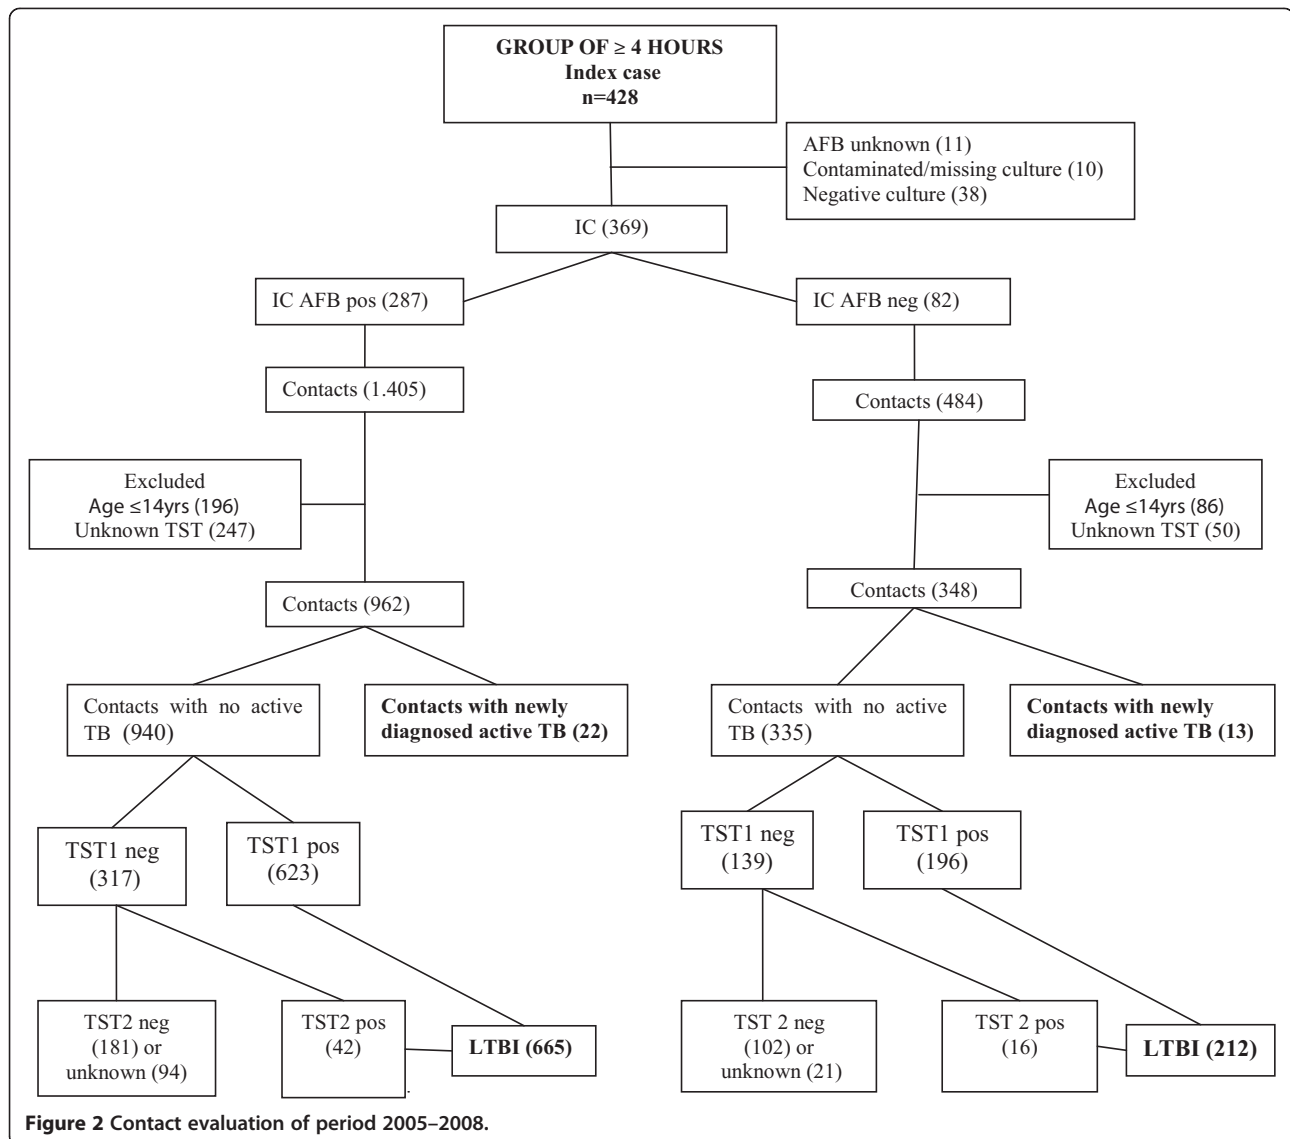 GROUP OF ≥ 4 HOURS
Index case
n=428
AFB unknown (11)
Contaminated/missing culture (10)
Negative culture (38)
IC (369)
IC AFB pos (287)
IC AFB neg (82)
Contacts (1.405)
Contacts (484)
Excluded
Age ≤14yrs (196)
Unknown TST (247)
Excluded
Age ≤14yrs (86)
Unknown TST (50)
Contacts (962)
Contacts (348)
Contacts with no active
TB (940)
Contacts with newly
diagnosed active TB (22)
Contacts with no active
TB (335)
Contacts with newly
diagnosed active TB (13)
TST1 neg
(317)
TST1 pos
(623)
TST1 neg
(139)
TST1 pos
(196)
TST2 neg
(181) or
unknown (94)
TST2 pos
(42)
LTBI (665)
TST 2 neg
(102) or
unknown (21)
TST 2 pos
(16)
LTBI (212)
Figure 2 Contact evaluation of period 2005–2008.